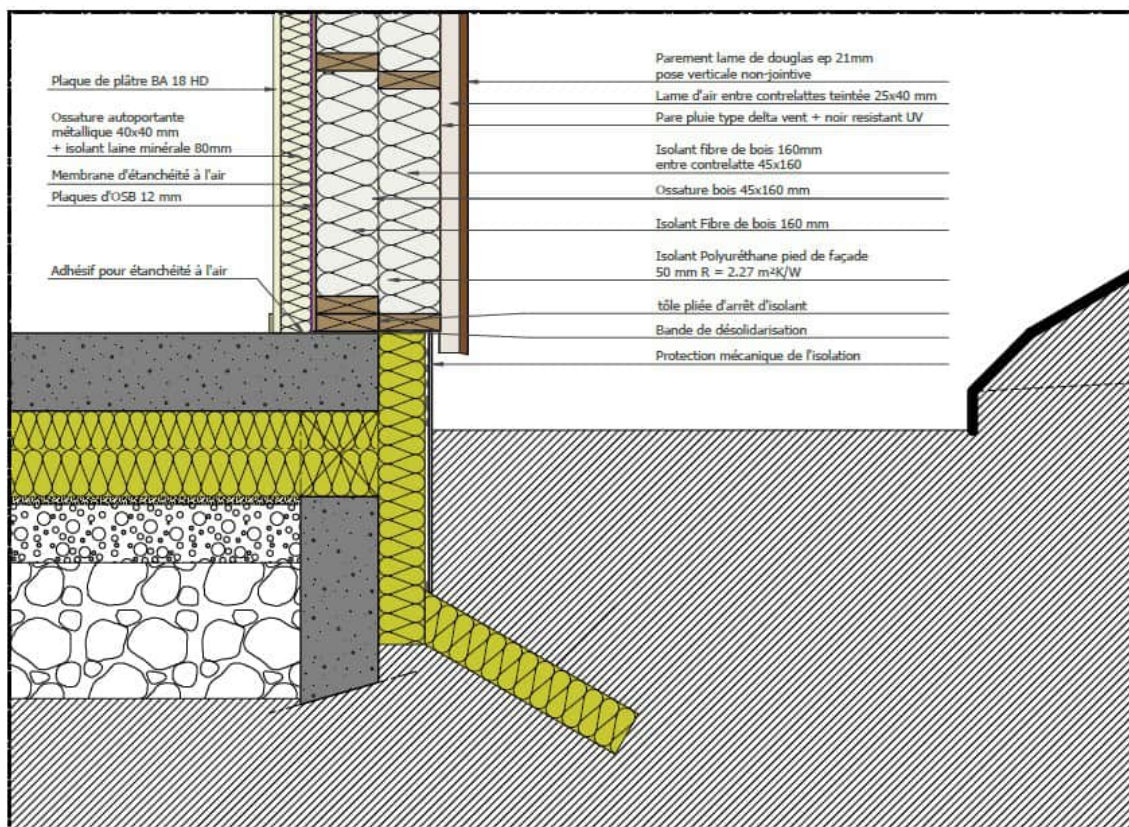 Plaque de plâtre BA 18 HD
Ossature autoportante
métallique 40x40 mm
+ isolant laine minérale 80mm
Membrane d'étanchéité à l'air
Plaques d'OSB 12 mm
Adhésif pour étanchéité à l'air
Parement lame de douglas ep 21mm
pose verticale non-jointive
Lame d'air entre contrelattes teintée 25x40 mm
Pare pluie type delta vent + noir resistant UV
Isolant fibre de bois 160mm
entre contrelatte 45x160
Ossature bois 45x160 mm
Isolant Fibre de bois 160 mm
Isolant Polyuréthane pied de façade
50 mm R = 2.27 m²K/W
tôle pliée d'arrêt d'isolant
Bande de désolidarisation
Protection mécanique de l'isolation